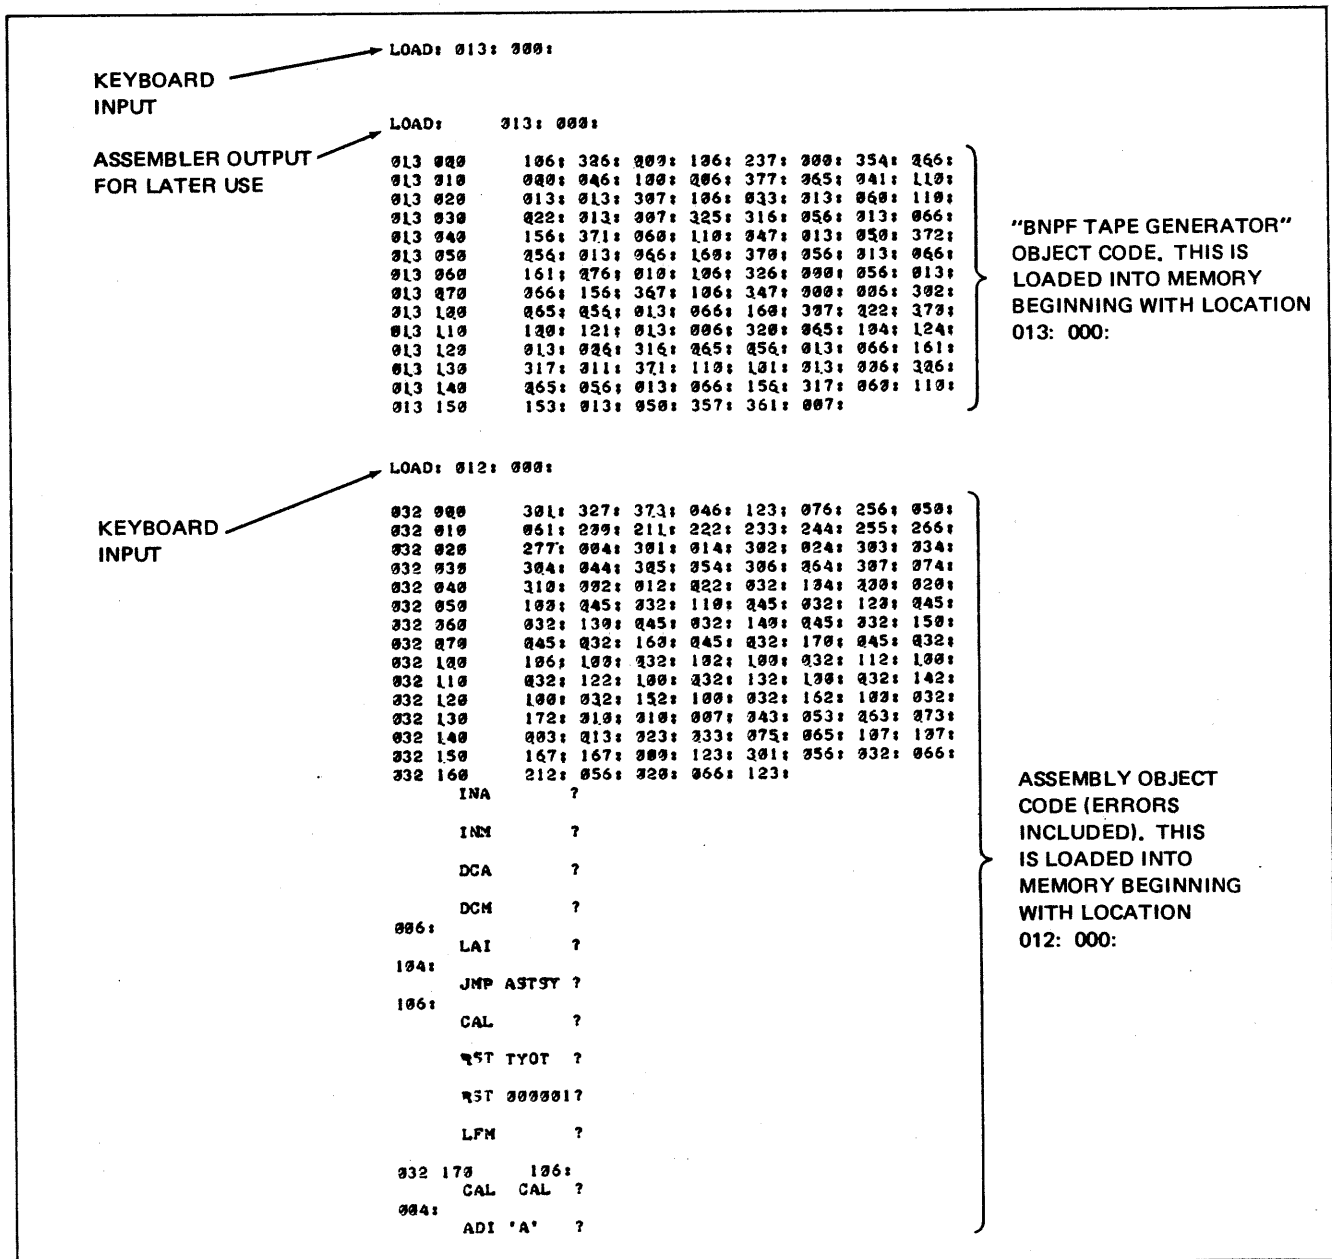 LOAD: 013: 000:
KEYBOARD
INPUT
LOAD: 013: 000:
ASSEMBLER OUTPUT
FOR LATER USE
013 000 106: 326: 000: 106: 237: 000: 354: 066:
013 010 000: 046: 100: 006: 377: 065: 041: 110:
013 020 013: 013: 307: 106: 033: 013: 060: 110:
013 030 022: 013: 007: 325: 316: 056: 013: 066:
013 040 156: 371: 060: 110: 047: 013: 050: 372:
013 050 056: 013: 066: 160: 370: 056: 013: 066:
013 060 161: 076: 010: 106: 326: 000: 056: 013:
013 070 066: 156: 367: 106: 347: 000: 006: 302:
013 100 065: 056: 013: 066: 160: 307: 022: 370:
013 110 100: 121: 013: 006: 320: 065: 104: 124:
013 120 013: 006: 316: 065: 056: 013: 066: 161:
013 130 317: 011: 371: 110: 101: 013: 006: 306:
013 140 065: 056: 013: 066: 156: 317: 060: 110:
013 150 153: 013: 050: 357: 361: 007:
"BNPF TAPE GENERATOR"
OBJECT CODE. THIS IS
LOADED INTO MEMORY
BEGINNING WITH LOCATION
013: 000:
LOAD: 012: 000:
KEYBOARD
INPUT
032 000 301: 327: 373: 046: 123: 076: 256: 050:
032 010 061: 200: 211: 222: 233: 244: 255: 266:
032 020 277: 004: 301: 014: 302: 024: 303: 034:
032 030 304: 044: 305: 054: 306: 064: 307: 074:
032 040 310: 002: 012: 022: 032: 104: 200: 020:
032 050 100: 045: 032: 110: 045: 032: 120: 045:
032 060 032: 130: 045: 032: 140: 045: 032: 150:
032 070 045: 032: 160: 045: 032: 170: 045: 032:
032 100 106: 100: 032: 102: 100: 032: 112: 100:
032 110 032: 122: 100: 032: 132: 100: 032: 142:
032 120 100: 032: 152: 100: 032: 162: 100: 032:
032 130 172: 010: 010: 007: 043: 053: 063: 073:
032 140 003: 013: 023: 033: 075: 065: 107: 107:
032 150 167: 167: 000: 123: 301: 056: 032: 066:
032 160 212: 056: 020: 066: 123:
INA ?
INM ?
DCA ?
DCM ?
006:
LAI ?
104:
JMP ASTSY ?
106:
CAL ?
RST TYOT ?
RST 000001?
LFM ?
032 170 106:
CAL CAL ?
004:
ADI 'A' ?
ASSEMBLY OBJECT
CODE (ERRORS
INCLUDED). THIS
IS LOADED INTO
MEMORY BEGINNING
WITH LOCATION
012: 000: